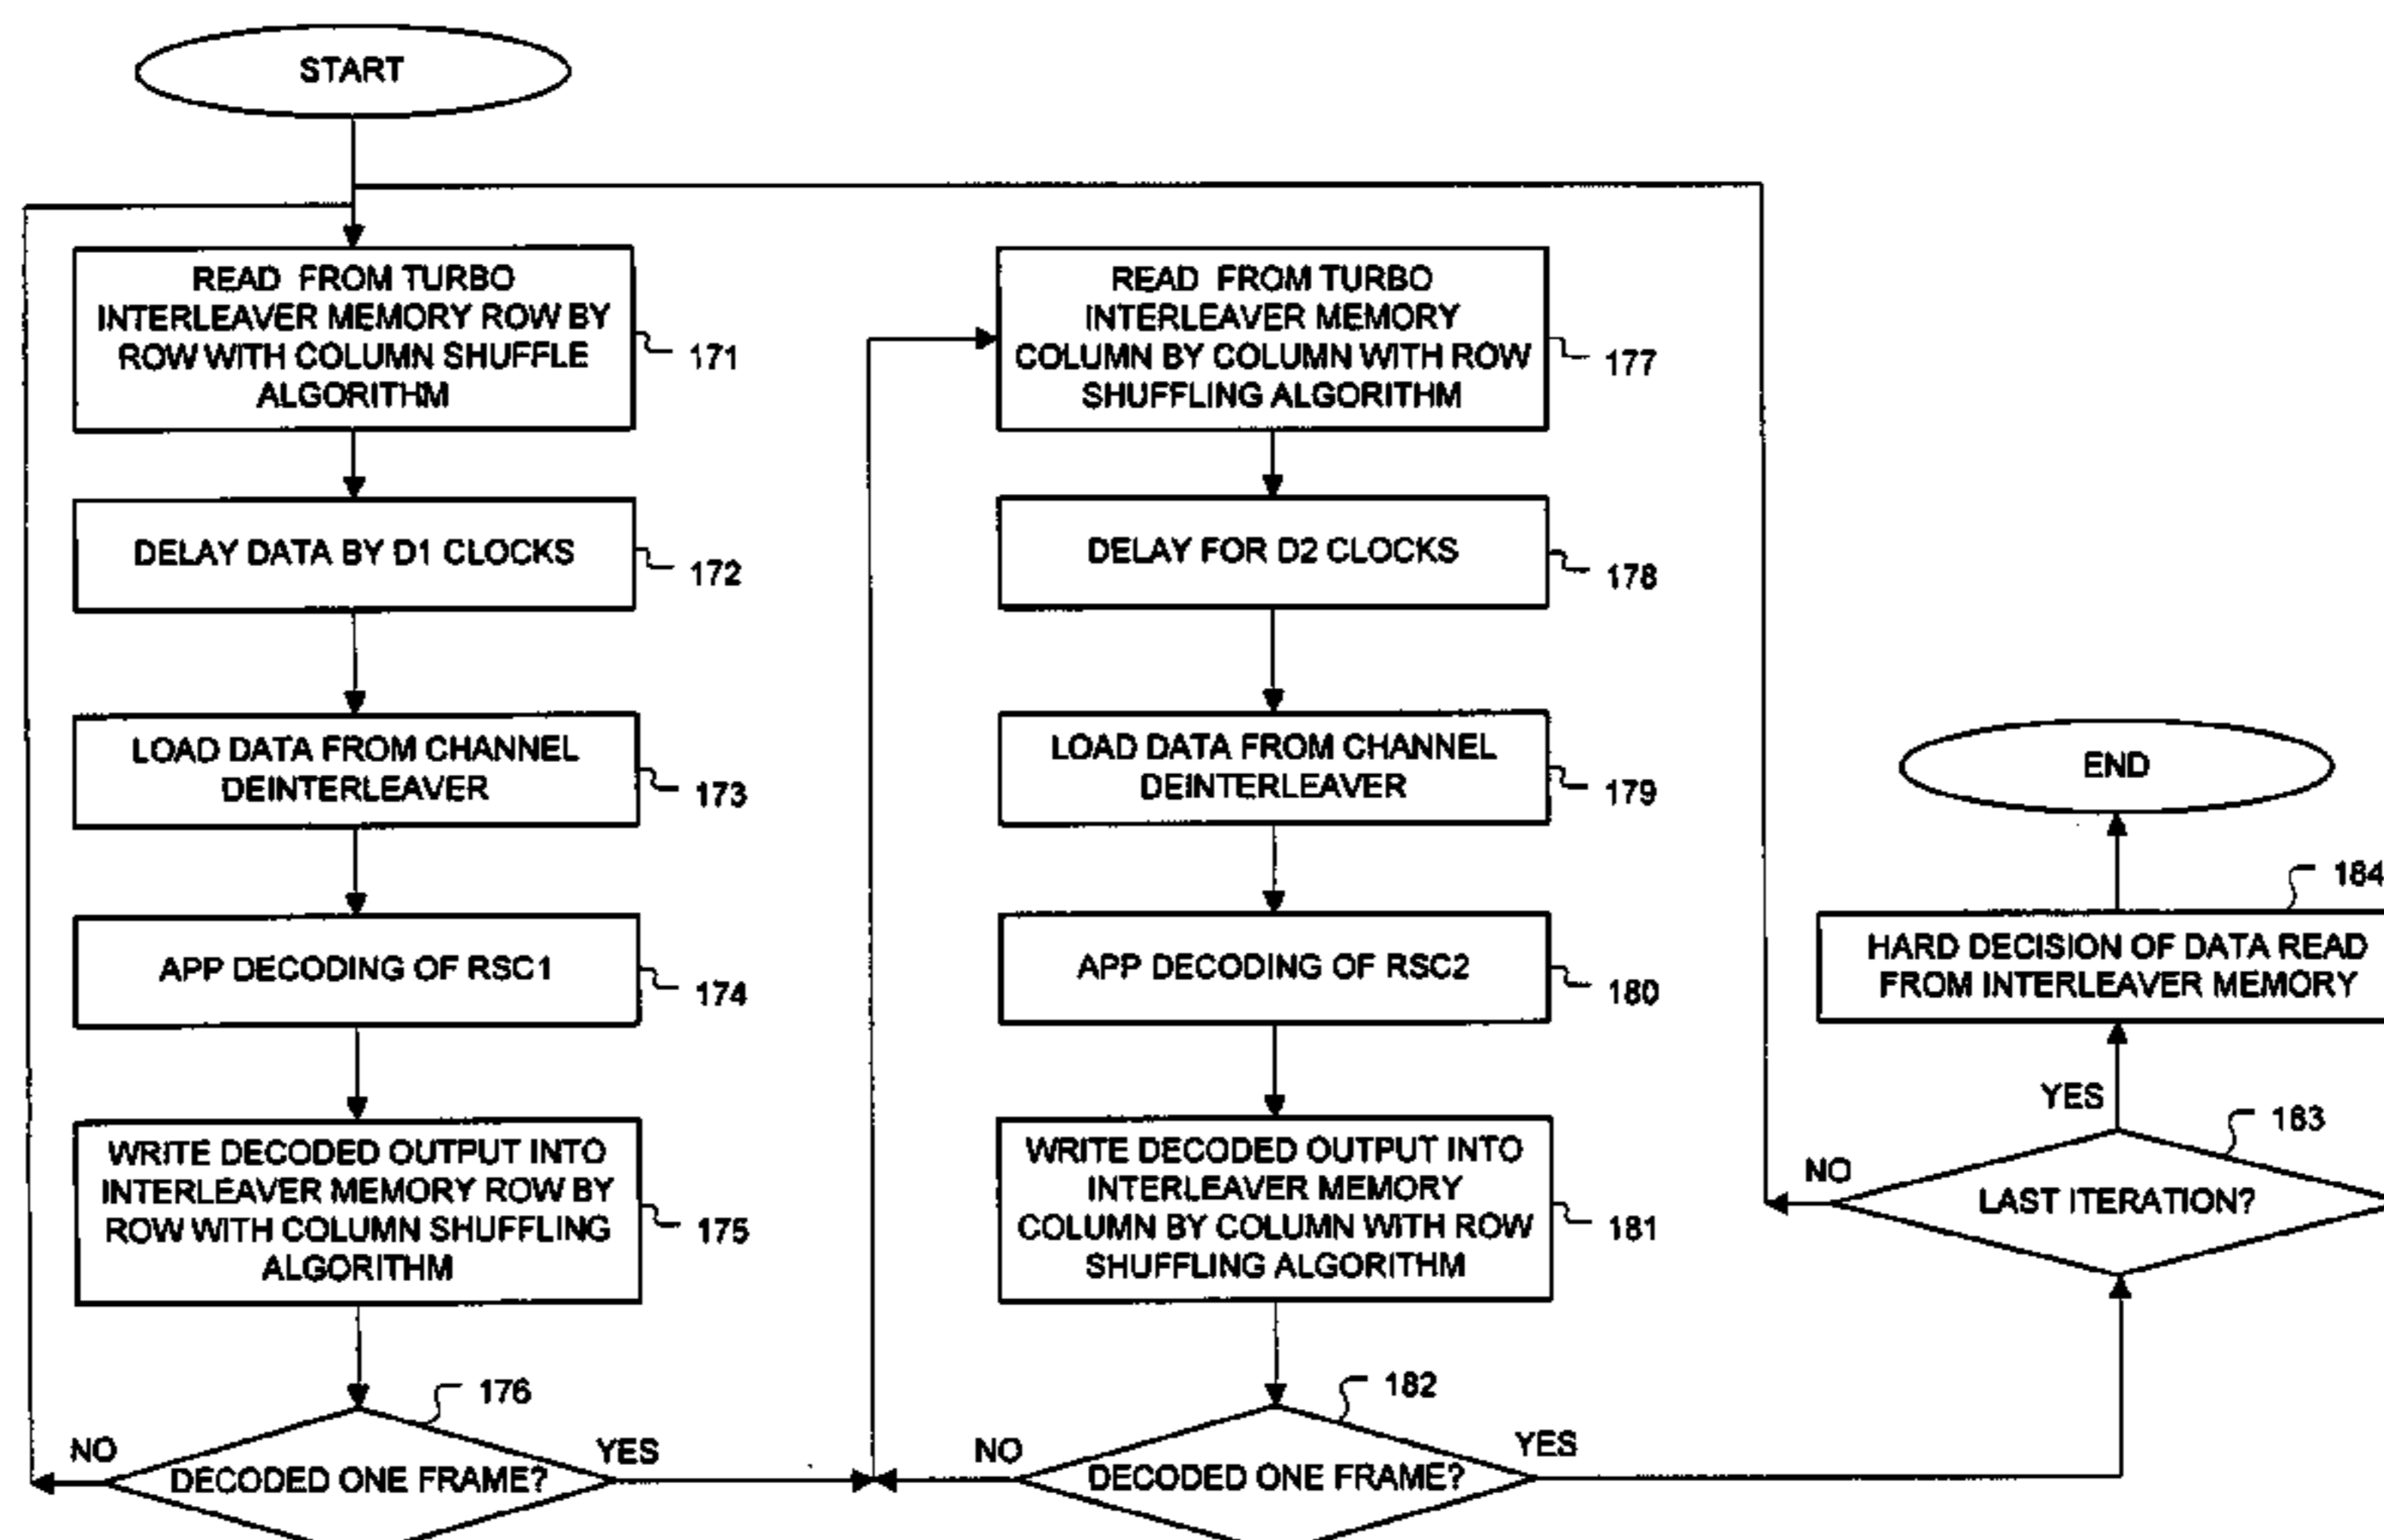 START
READ FROM TURBO
INTERLEAVER MEMORY ROW BY
ROW WITH COLUMN SHUFFLE
ALGORITHM
171
DELAY DATA BY D1 CLOCKS
172
LOAD DATA FROM CHANNEL
DEINTERLEAVER
173
APP DECODING OF RSC1
174
WRITE DECODED OUTPUT INTO
INTERLEAVER MEMORY ROW BY
ROW WITH COLUMN SHUFFLING
ALGORITHM
175
176
NO
DECODED ONE FRAME?
YES
READ FROM TURBO
INTERLEAVER MEMORY
COLUMN BY COLUMN WITH ROW
SHUFFLING ALGORITHM
177
DELAY FOR D2 CLOCKS
178
LOAD DATA FROM CHANNEL
DEINTERLEAVER
179
APP DECODING OF RSC2
180
WRITE DECODED OUTPUT INTO
INTERLEAVER MEMORY
COLUMN BY COLUMN WITH ROW
SHUFFLING ALGORITHM
181
182
NO
DECODED ONE FRAME?
YES
END
184
HARD DECISION OF DATA READ
FROM INTERLEAVER MEMORY
YES
183
NO
LAST ITERATION?